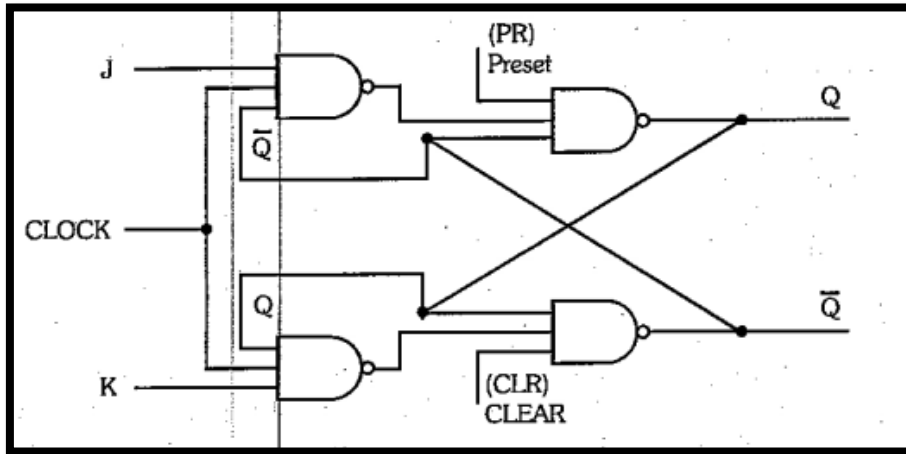 J
(PR)
Preset
Q
Q̅
CLOCK
Q
Q̅
K
(CLR)
CLEAR